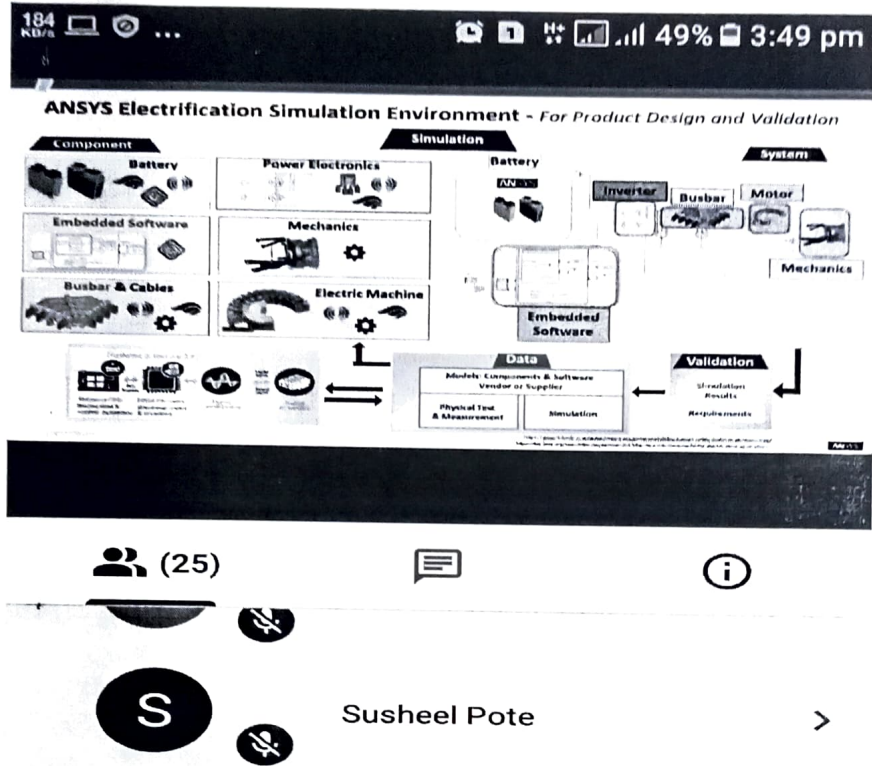 184
KB/s
...
H+
49%
3:49 pm
ANSYS Electrification Simulation Environment - For Product Design and Validation
Component
Simulation
System
Battery
Power Electronics
Embedded Software
Mechanics
Busbar & Cables
Electric Machine
Battery
ANSYS
Inverter
Busbar
Motor
Mechanics
Embedded
Software
Data
Models: Components & Software
Vendor or Supplier
Physical Test
& Measurement
Simulation
Validation
Simulation
Results
Requirements
ANSYS
(25)
S
Susheel Pote